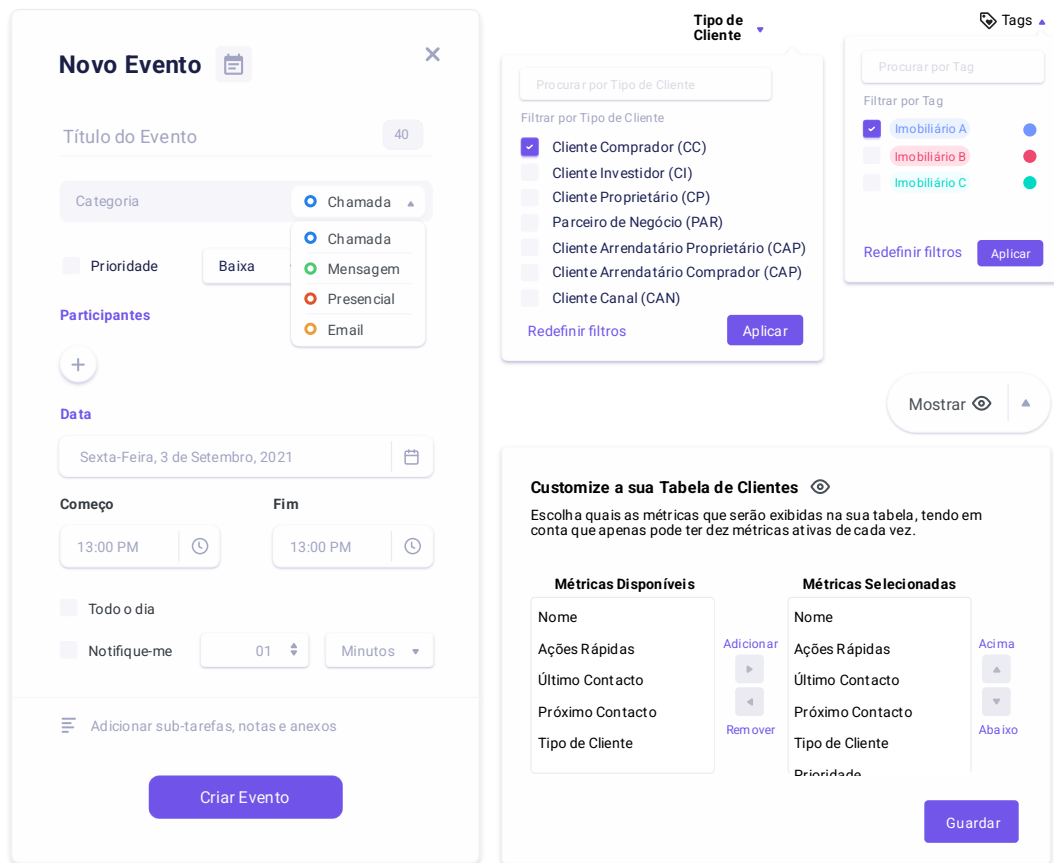 Novo Evento
Título do Evento
40
Categoria
Chamada
Chamada
Mensagem
Presencial
Email
Prioridade
Baixa
Participantes
Data
Sexta-Feira, 3 de Setembro, 2021
Começo
Fim
13:00 PM
13:00 PM
Todo o dia
Notifique-me
01
Minutos
Adicionar sub-tarefas, notas e anexos
Criar Evento
Tipo de
Cliente
Procurar por Tipo de Cliente
Filtrar por Tipo de Cliente
Cliente Comprador (CC)
Cliente Investidor (CI)
Cliente Proprietário (CP)
Parceiro de Negócio (PAR)
Cliente Arrendatário Proprietário (CAP)
Cliente Arrendatário Comprador (CAP)
Cliente Canal (CAN)
Redefinir filtros
Aplicar
Tags
Procurar por Tag
Filtrar por Tag
Imobiliário A
Imobiliário B
Imobiliário C
Redefinir filtros
Aplicar
Mostrar
Customize a sua Tabela de Clientes
Escolha quais as métricas que serão exibidas na sua tabela, tendo em
conta que apenas pode ter dez métricas ativas de cada vez.
Métricas Disponíveis
Nome
Ações Rápidas
Último Contacto
Próximo Contacto
Tipo de Cliente
Adicionar
Remover
Métricas Selecionadas
Nome
Ações Rápidas
Último Contacto
Próximo Contacto
Tipo de Cliente
Prioridade
Acima
Abaixo
Guardar